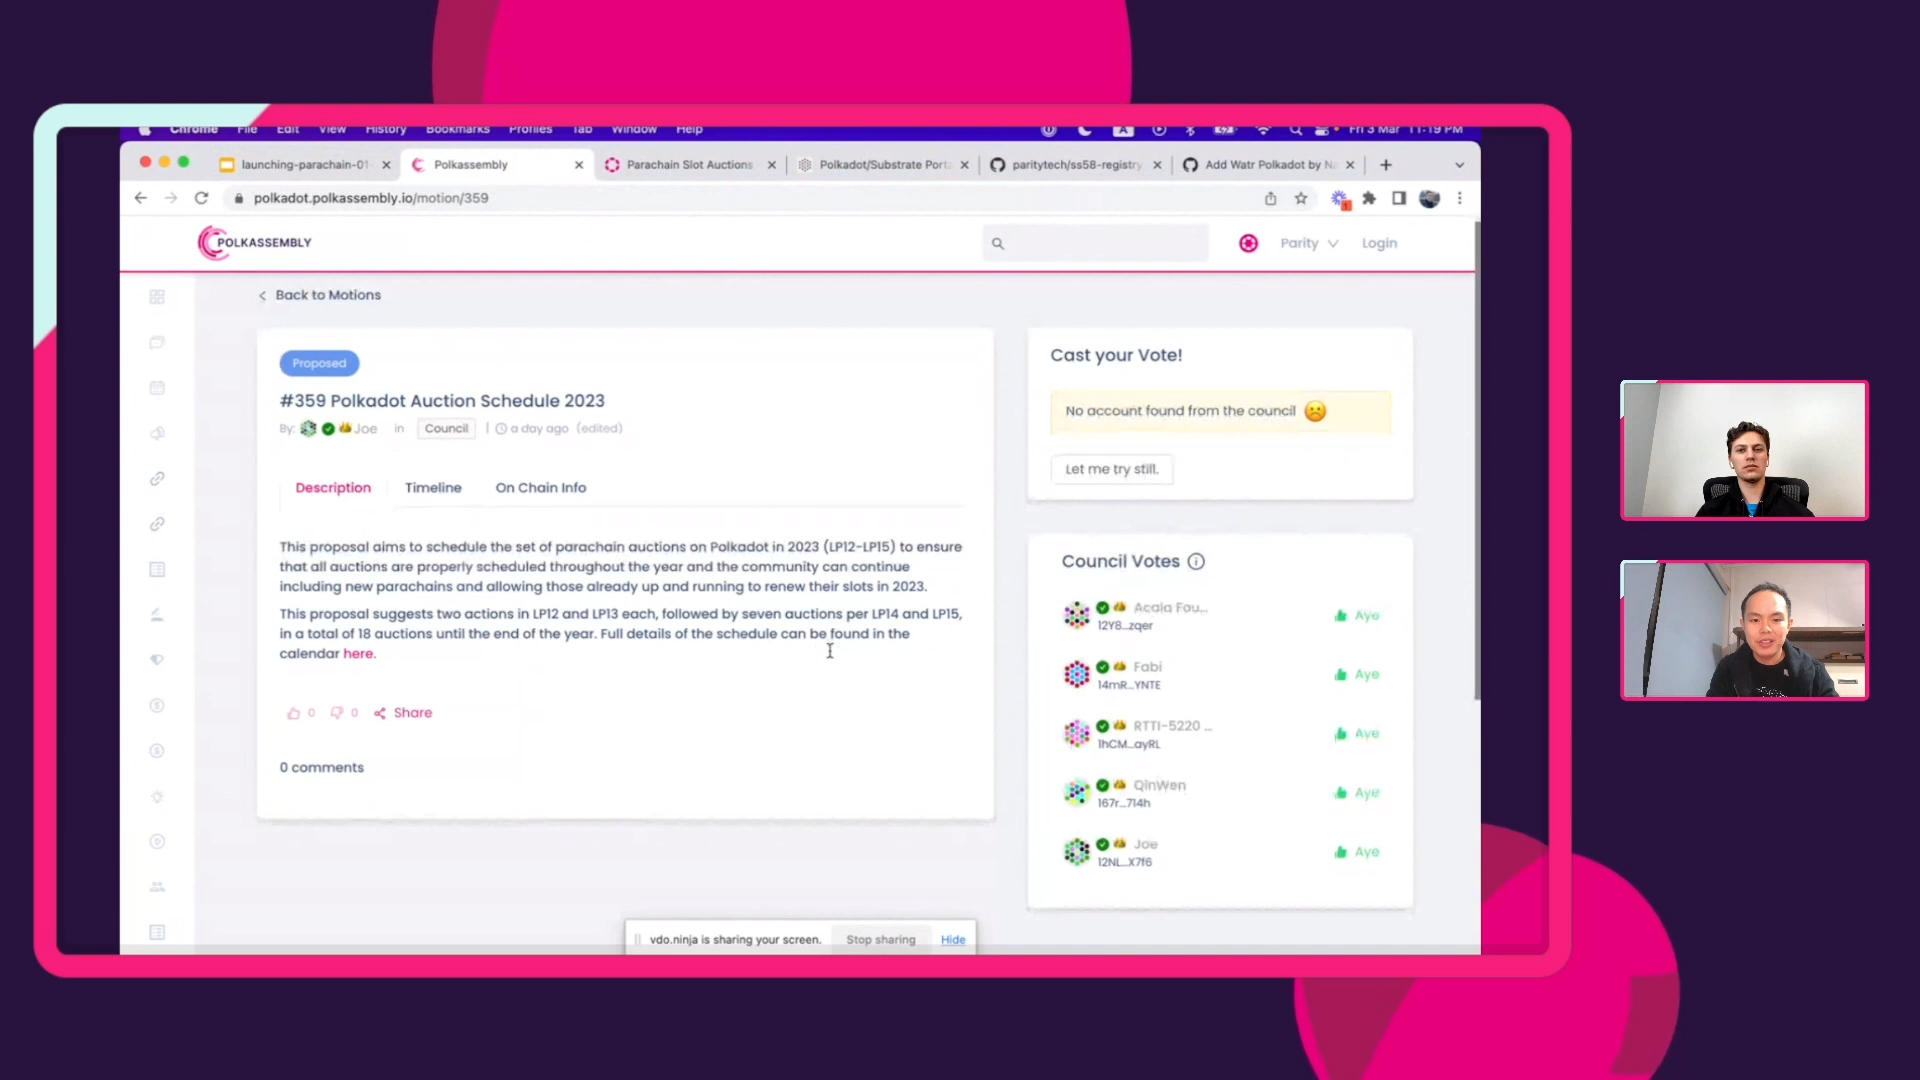 Chrome File Edit View History Bookmarks Profiles Tab Window Help A Fri 3 Mar 11:19 PM
launching-parachain-01 Polkassembly Parachain Slot Auctions Polkadot/Substrate Port paritytech/ss58-registry Add Watr Polkadot by N
polkadot.polkassembly.io/motion/359
POLKASSEMBLY Parity Login
Back to Motions
Proposed
#359 Polkadot Auction Schedule 2023
By: Joe in Council | a day ago (edited)
Description Timeline On Chain Info
This proposal aims to schedule the set of parachain auctions on Polkadot in 2023 (LP12-LP15) to ensure
that all auctions are properly scheduled throughout the year and the community can continue
including new parachains and allowing those already up and running to renew their slots in 2023.
This proposal suggests two actions in LP12 and LP13 each, followed by seven auctions per LP14 and LP15,
in a total of 18 auctions until the end of the year. Full details of the schedule can be found in the
calendar here.
0 0 Share
0 comments
Cast your Vote!
No account found from the council
Let me try still.
Council Votes
Acala Fou...
12Y8...zqer
Aye
Fabi
14mR...YNTE
Aye
RTTI-5220 ...
1hCM...ayRL
Aye
QinWen
167r...714h
Aye
Joe
12NL...X7f6
Aye
vdo.ninja is sharing your screen. Stop sharing Hide